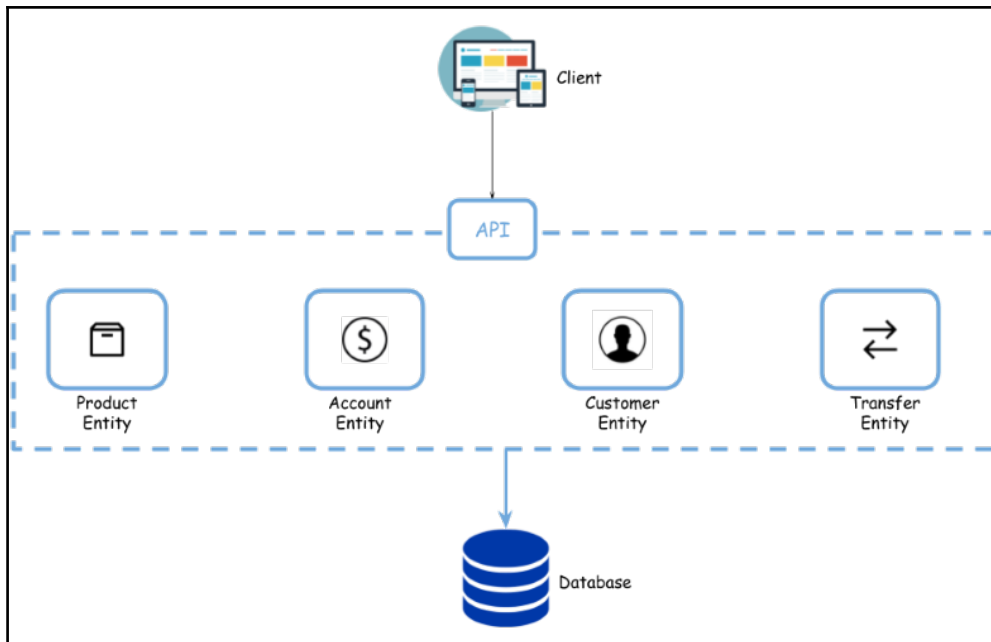 Client
API
Product
Entity
Account
Entity
Customer
Entity
Transfer
Entity
Database